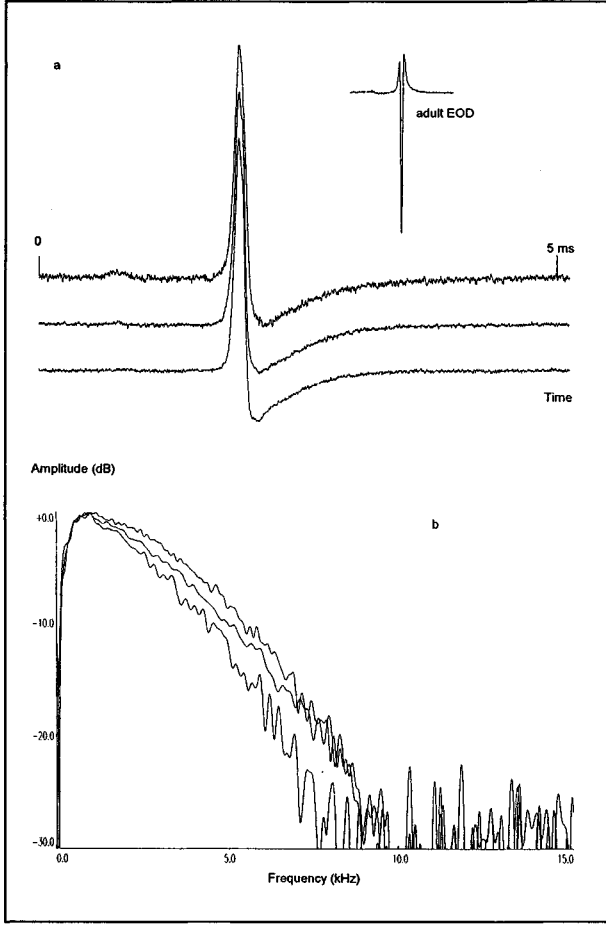 a
adult EOD
0
5 ms
Time
Amplitude (dB)
b
+0.0
-10.0
-20.0
-30.0
0.0
5.0
10.0
15.0
Frequency (kHz)